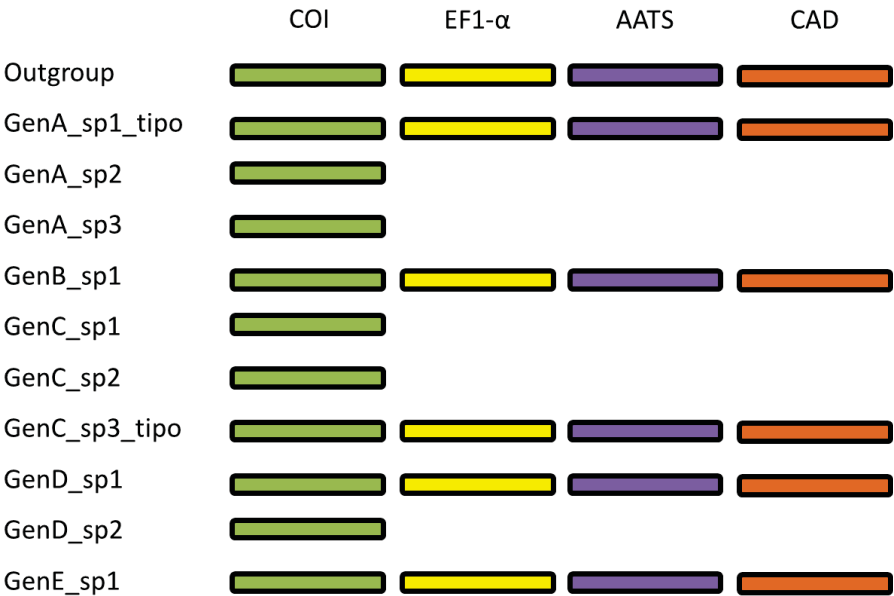 COI EF1-α AATS CAD
Outgroup
GenA_sp1_tipo
GenA_sp2
GenA_sp3
GenB_sp1
GenC_sp1
GenC_sp2
GenC_sp3_tipo
GenD_sp1
GenD_sp2
GenE_sp1